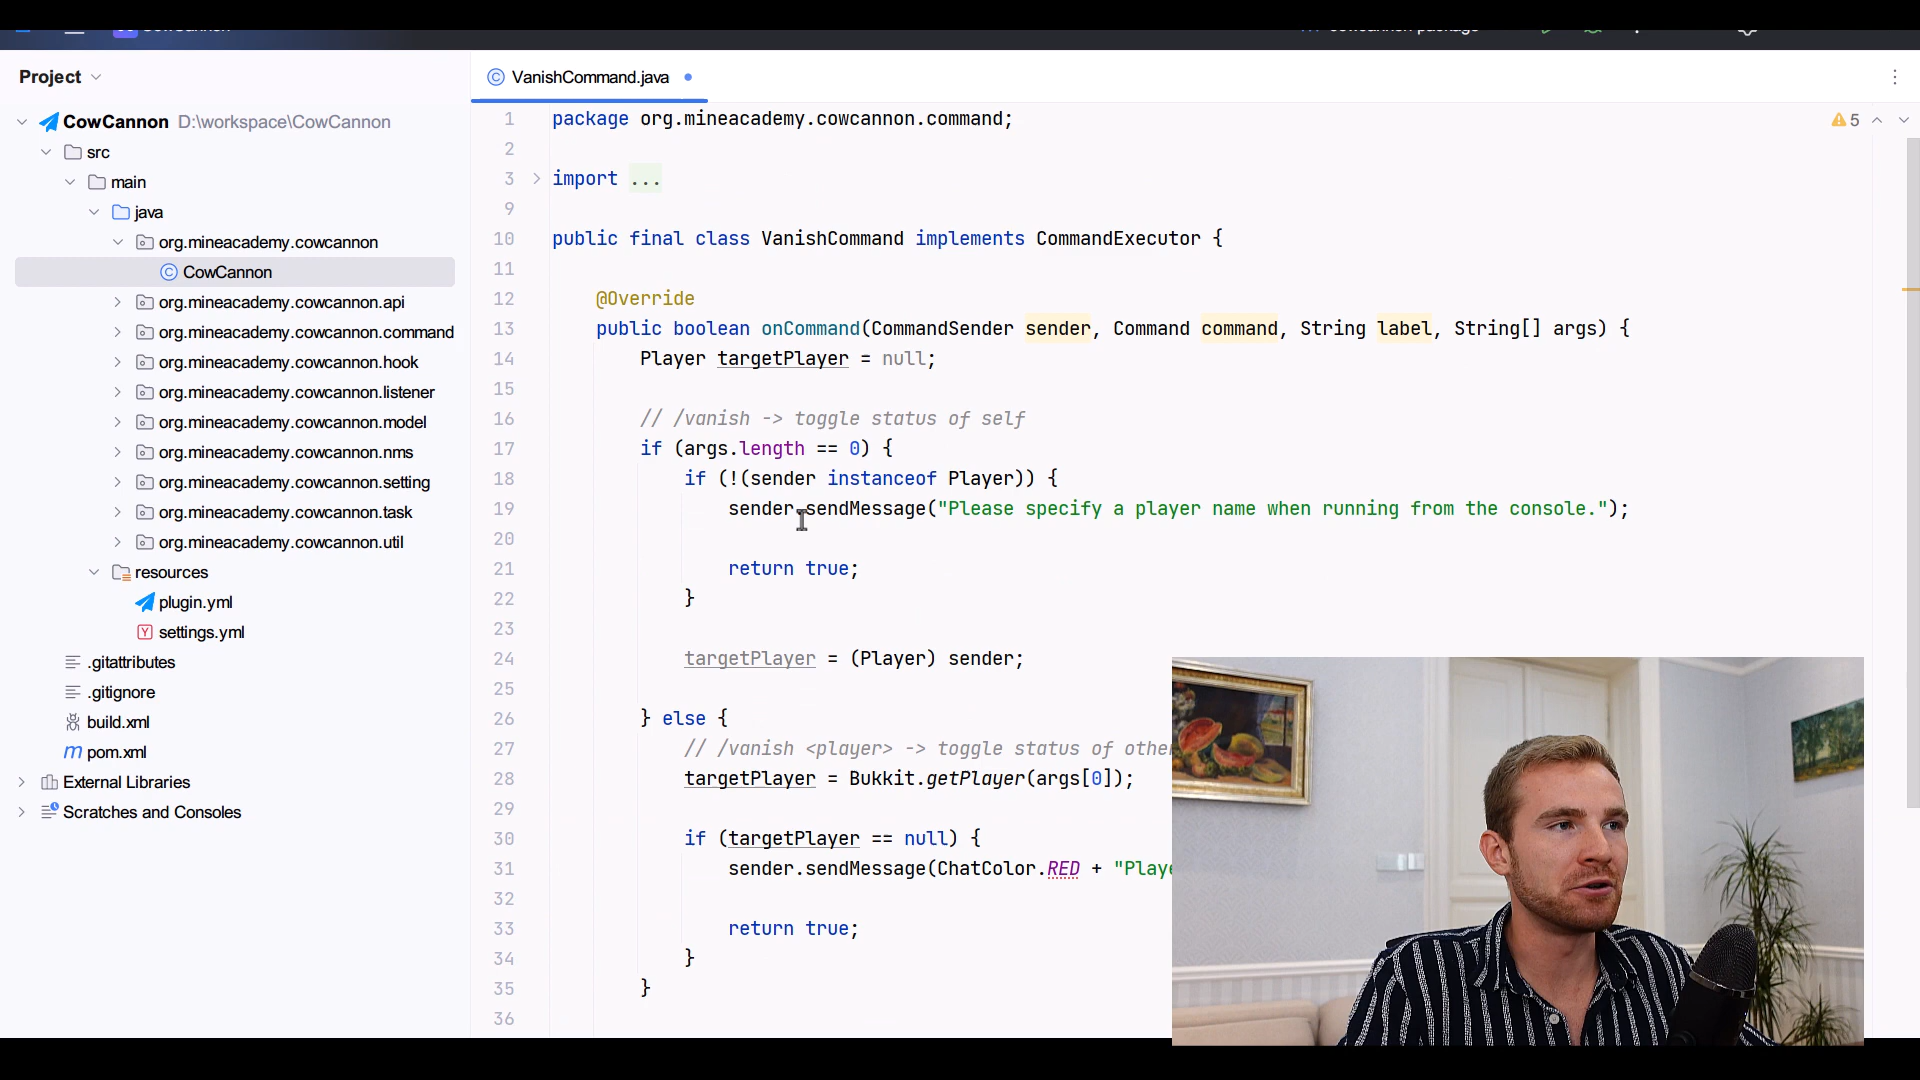 Project
CowCannon D:\workspace\CowCannon
src
main
java
org.mineacademy.cowcannon
CowCannon
org.mineacademy.cowcannon.api
org.mineacademy.cowcannon.command
org.mineacademy.cowcannon.hook
org.mineacademy.cowcannon.listener
org.mineacademy.cowcannon.model
org.mineacademy.cowcannon.nms
org.mineacademy.cowcannon.setting
org.mineacademy.cowcannon.task
org.mineacademy.cowcannon.util
resources
plugin.yml
settings.yml
.gitattributes
.gitignore
build.xml
pom.xml
External Libraries
Scratches and Consoles
VanishCommand.java
5
1 package org.mineacademy.cowcannon.command;
2
3 import ...
9
10 public final class VanishCommand implements CommandExecutor {
11
12 @Override
13 public boolean onCommand(CommandSender sender, Command command, String label, String[] args) {
14 Player targetPlayer = null;
15
16 // /vanish -> toggle status of self
17 if (args.length == 0) {
18 if (!(sender instanceof Player)) {
19 sender.sendMessage("Please specify a player name when running from the console.");
20
21 return true;
22 }
23
24 targetPlayer = (Player) sender;
25
26 } else {
27 // /vanish <player> -> toggle status of othe
28 targetPlayer = Bukkit.getPlayer(args[0]);
29
30 if (targetPlayer == null) {
31 sender.sendMessage(ChatColor.RED + "Playe
32
33 return true;
34 }
35 }
36